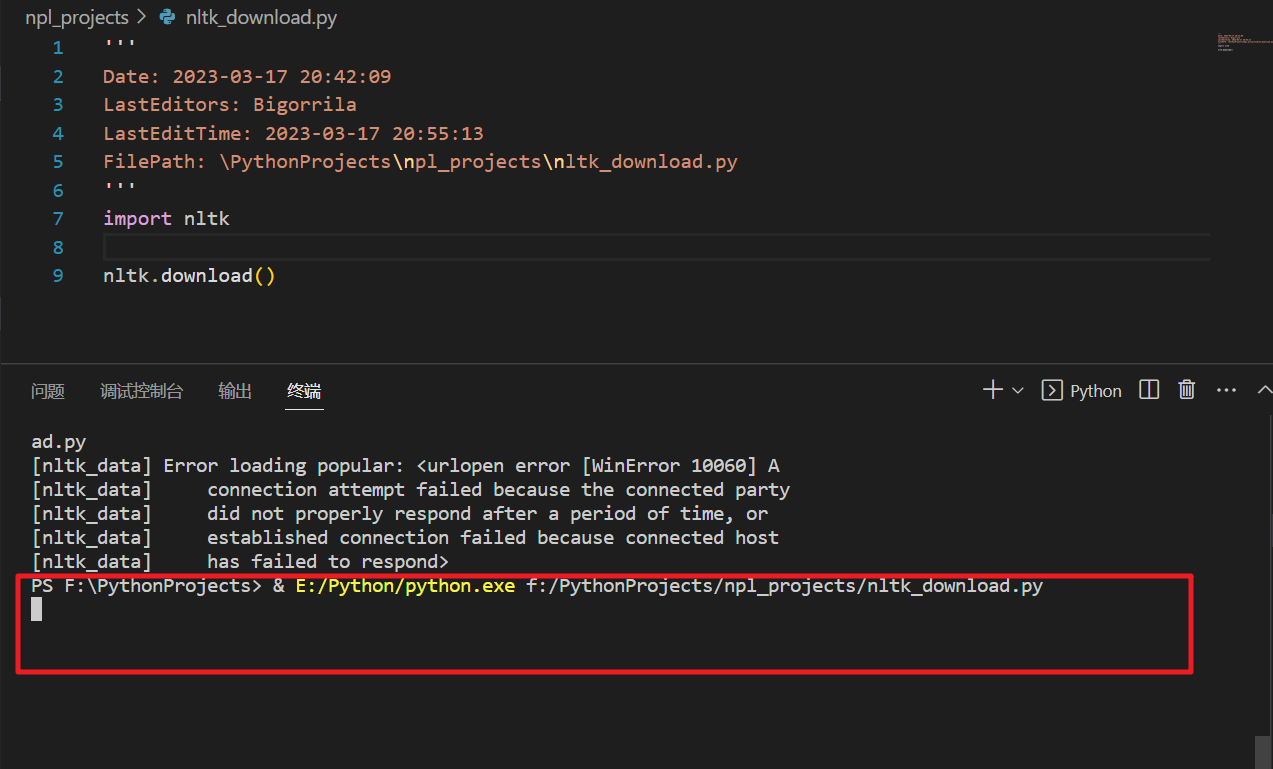 npl_projects > nltk_download.py
1 '''
2 Date: 2023-03-17 20:42:09
3 LastEditors: Bigorrila
4 LastEditTime: 2023-03-17 20:55:13
5 FilePath: \PythonProjects\npl_projects\nltk_download.py
6 '''
7 import nltk
8
9 nltk.download()
问题 调试控制台 输出 终端 Python
ad.py
[nltk_data] Error loading popular: <urlopen error [WinError 10060] A
[nltk_data]     connection attempt failed because the connected party
[nltk_data]     did not properly respond after a period of time, or
[nltk_data]     established connection failed because connected host
[nltk_data]     has failed to respond>
PS F:\PythonProjects> & E:/Python/python.exe f:/PythonProjects/npl_projects/nltk_download.py